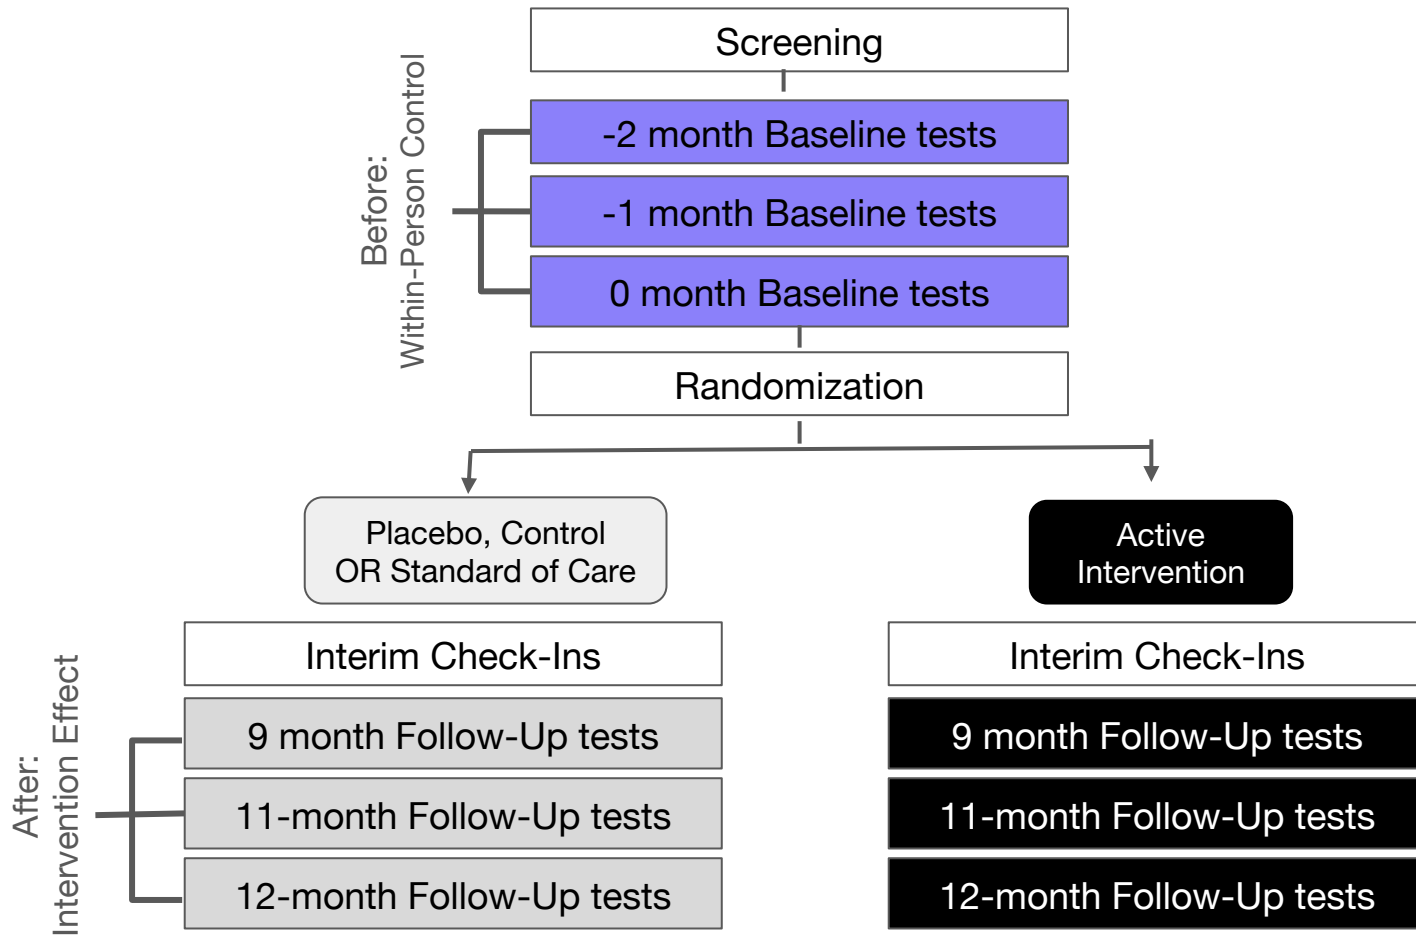 Screening
Before:
Within-Person Control
-2 month Baseline tests
-1 month Baseline tests
0 month Baseline tests
Randomization
Placebo, Control
OR Standard of Care
Active
Intervention
After:
Intervention Effect
Interim Check-Ins
9 month Follow-Up tests
11-month Follow-Up tests
12-month Follow-Up tests
Interim Check-Ins
9 month Follow-Up tests
11-month Follow-Up tests
12-month Follow-Up tests